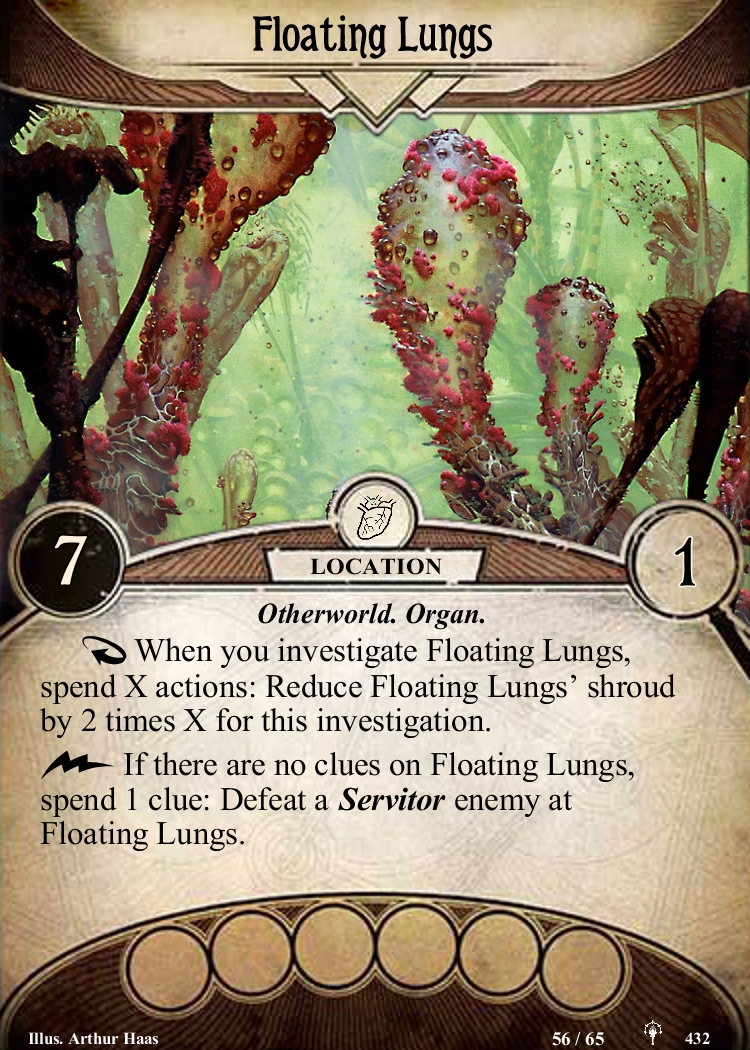 Floating Lungs
7
LOCATION
1
Otherworld. Organ.
When you investigate Floating Lungs,
spend X actions: Reduce Floating Lungs’ shroud
by 2 times X for this investigation.
If there are no clues on Floating Lungs,
spend 1 clue: Defeat a Servitor enemy at
Floating Lungs.
Illus. Arthur Haas
56 / 65
432